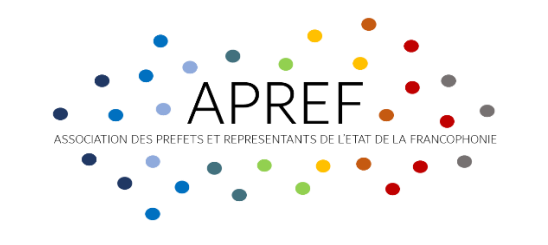 APREF
ASSOCIATION DES PREFETS ET REPRESENTANTS DE L'ETAT DE LA FRANCOPHONIE